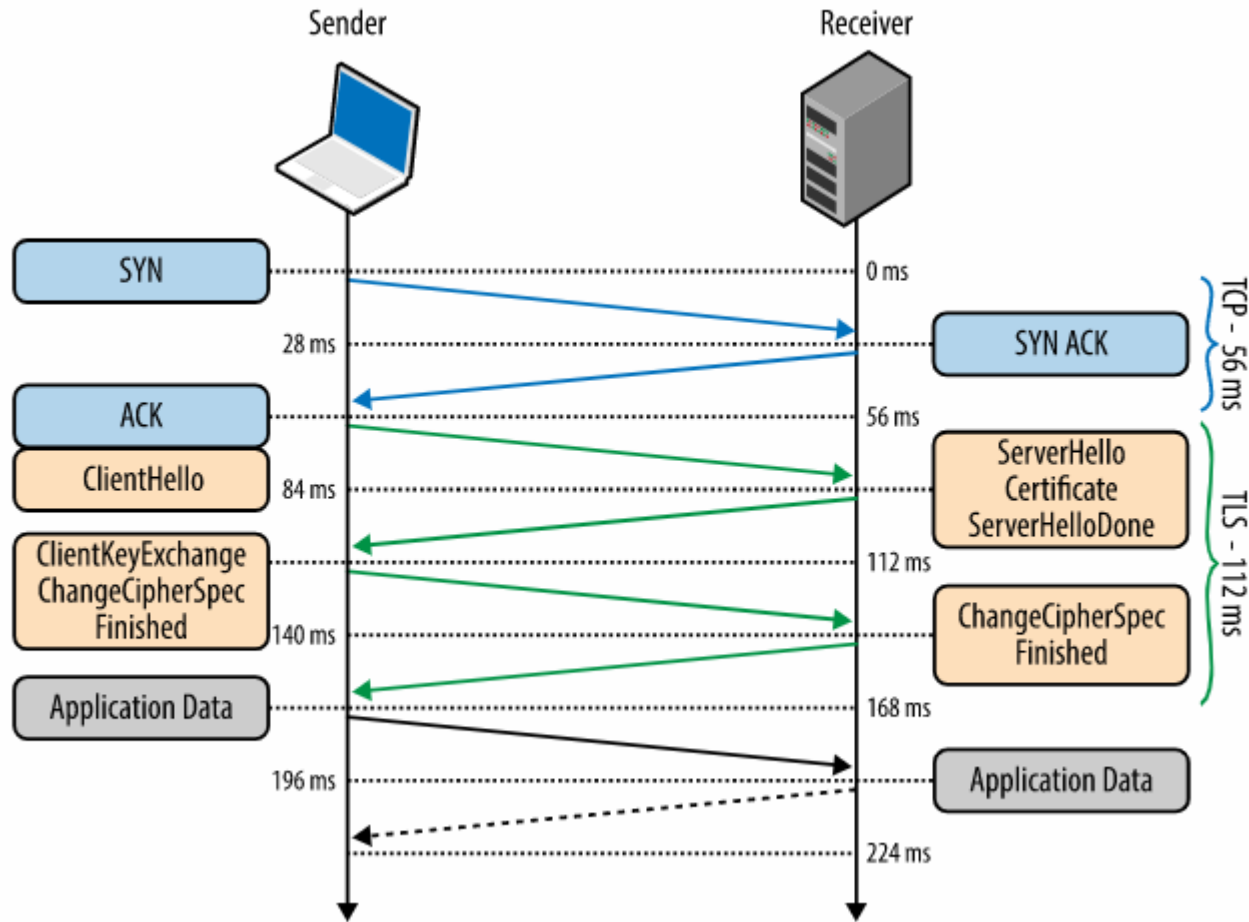 Sender
Receiver
SYN
0 ms
28 ms
SYN ACK
TCP - 56 ms
ACK
56 ms
ClientHello
84 ms
ServerHello
Certificate
ServerHelloDone
TLS - 112 ms
ClientKeyExchange
ChangeCipherSpec
Finished
112 ms
140 ms
ChangeCipherSpec
Finished
Application Data
168 ms
196 ms
Application Data
224 ms